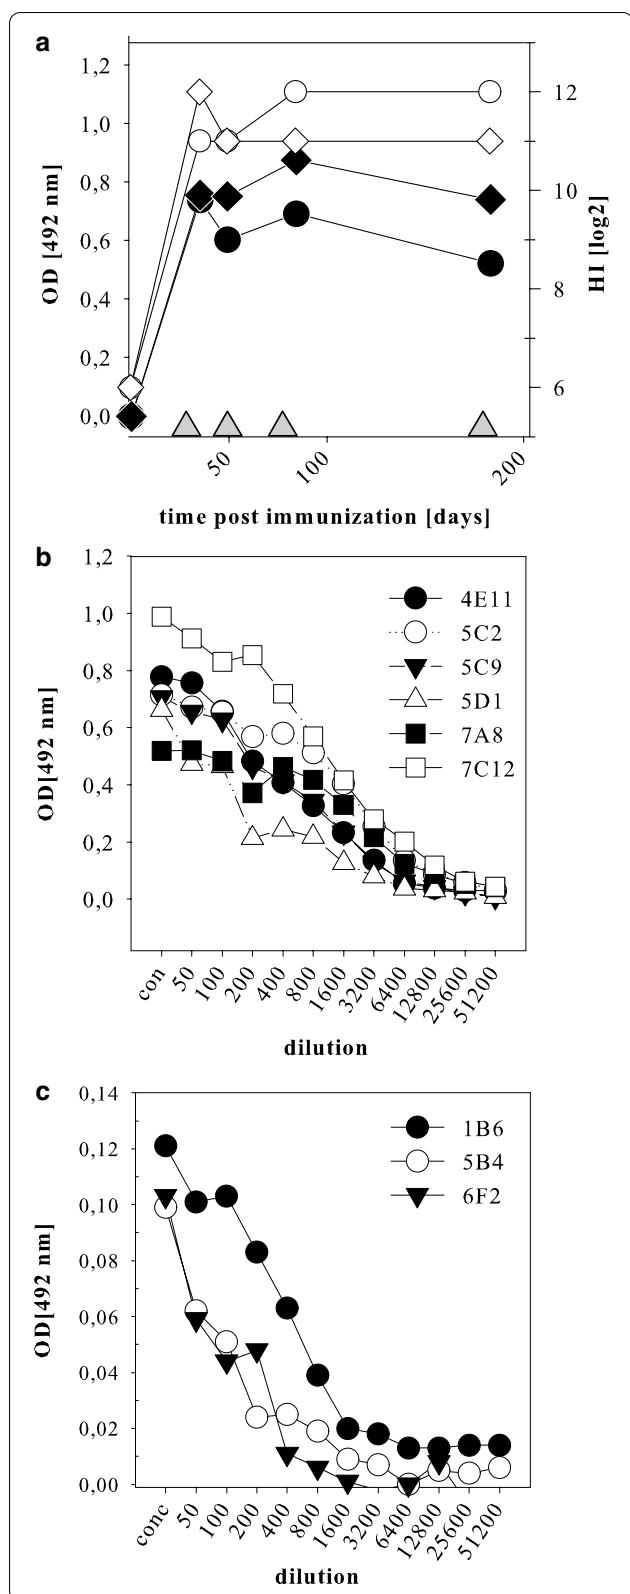 a
1,2
1,0
0,8
0,6
0,4
0,2
0,0
OD [492 nm]
12
10
8
6
HI [log2]
50
100
200
time post immunization [days]
b
1,2
1,0
0,8
0,6
0,4
0,2
0,0
OD[492 nm]
4E11
5C2
5C9
5D1
7A8
7C12
con
50
100
200
400
800
1600
3200
6400
12800
25600
51200
dilution
c
0,14
0,12
0,10
0,08
0,06
0,04
0,02
0,00
OD[492 nm]
1B6
5B4
6F2
conc
50
100
200
400
800
1600
3200
6400
12800
25600
51200
dilution